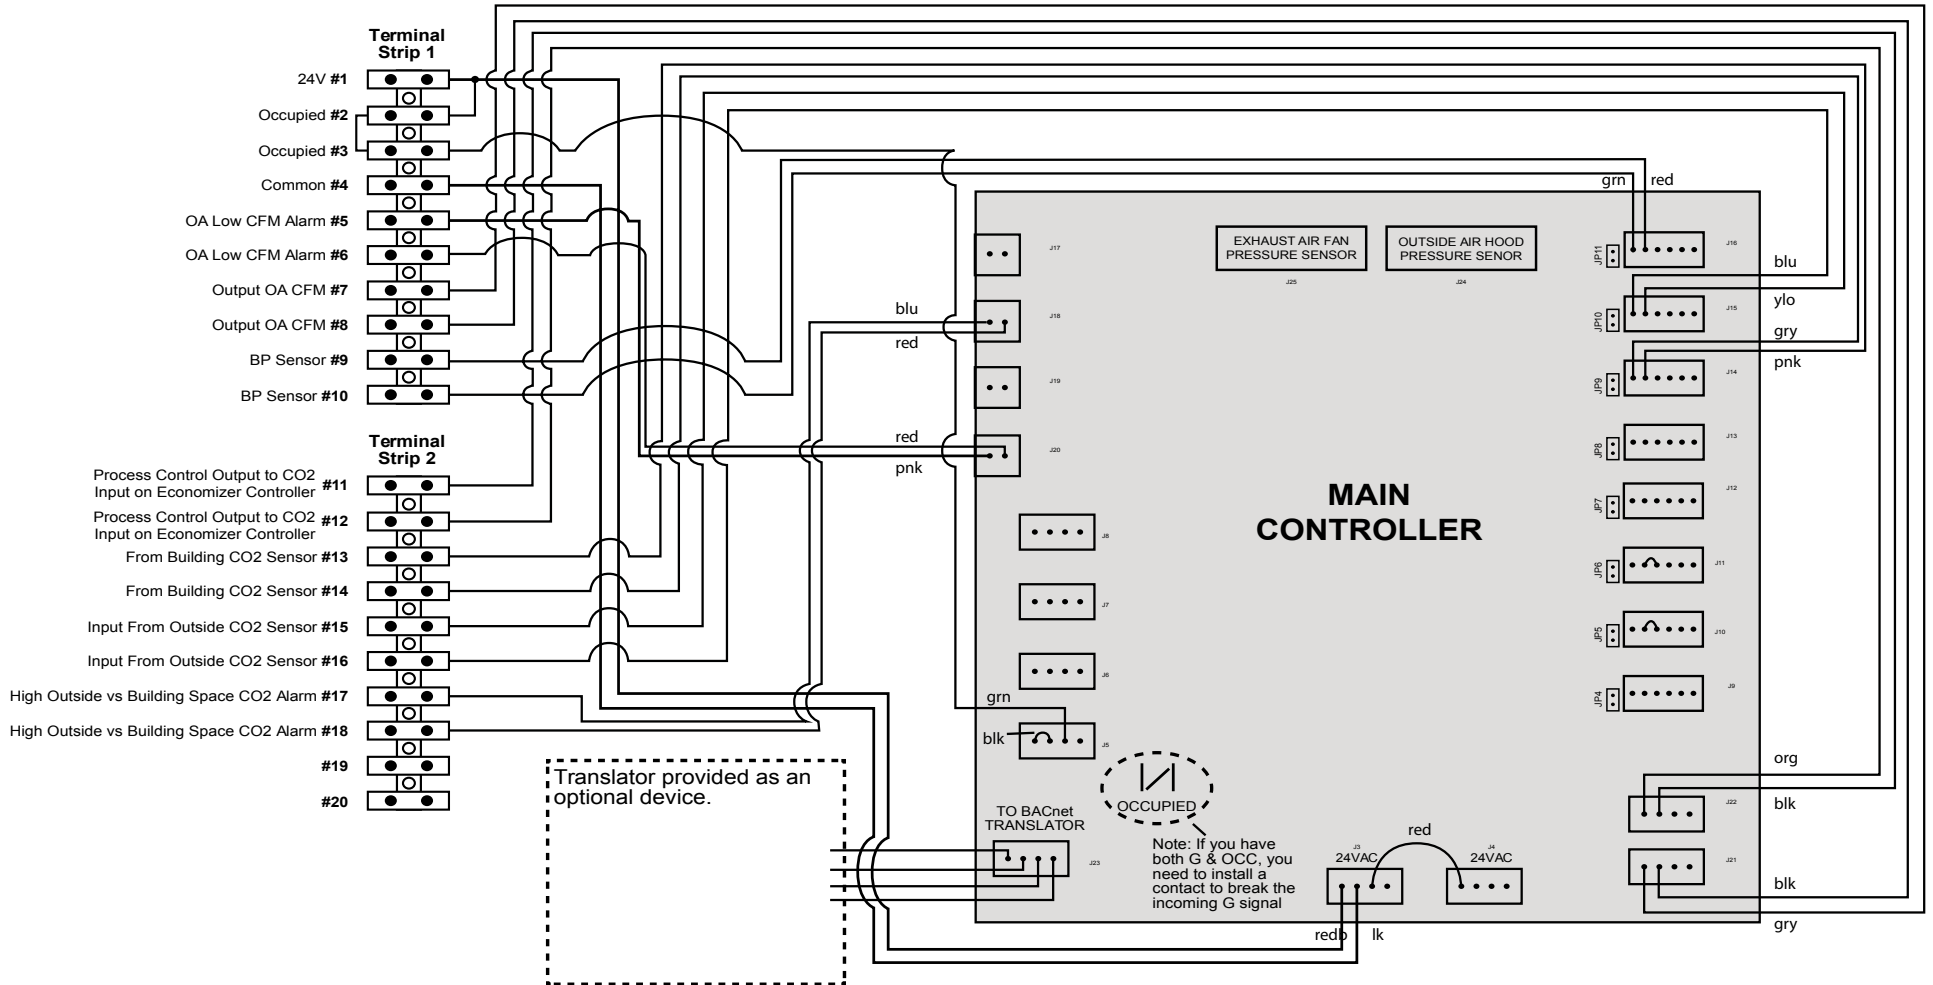 Terminal
Strip 1
24V #1
Occupied #2
Occupied #3
Common #4
OA Low CFM Alarm #5
OA Low CFM Alarm #6
Output OA CFM #7
Output OA CFM #8
BP Sensor #9
BP Sensor #10
Terminal
Strip 2
Process Control Output to CO2
Input on Economizer Controller #11
Process Control Output to CO2
Input on Economizer Controller #12
From Building CO2 Sensor #13
From Building CO2 Sensor #14
Input From Outside CO2 Sensor #15
Input From Outside CO2 Sensor #16
High Outside vs Building Space CO2 Alarm #17
High Outside vs Building Space CO2 Alarm #18
#19
#20
Translator provided as an
optional device.
blu
red
red
pnk
grn
blk
J17
J18
J19
J20
J8
J7
J6
J5
TO BACnet
TRANSLATOR
J23
EXHAUST AIR FAN
PRESSURE SENSOR
J25
OUTSIDE AIR HOOD
PRESSURE SENOR
J24
MAIN
CONTROLLER
OCCUPIED
Note: If you have
both G & OCC, you
need to install a
contact to break the
incoming G signal
J3
24VAC
red
J4
24VAC
redb
lk
grn
red
JP11
J16
blu
JP10
J15
ylo
gry
JP9
J14
pnk
JP8
J13
JP7
J12
JP6
J11
JP5
J10
JP4
J9
org
J22
blk
J21
blk
gry